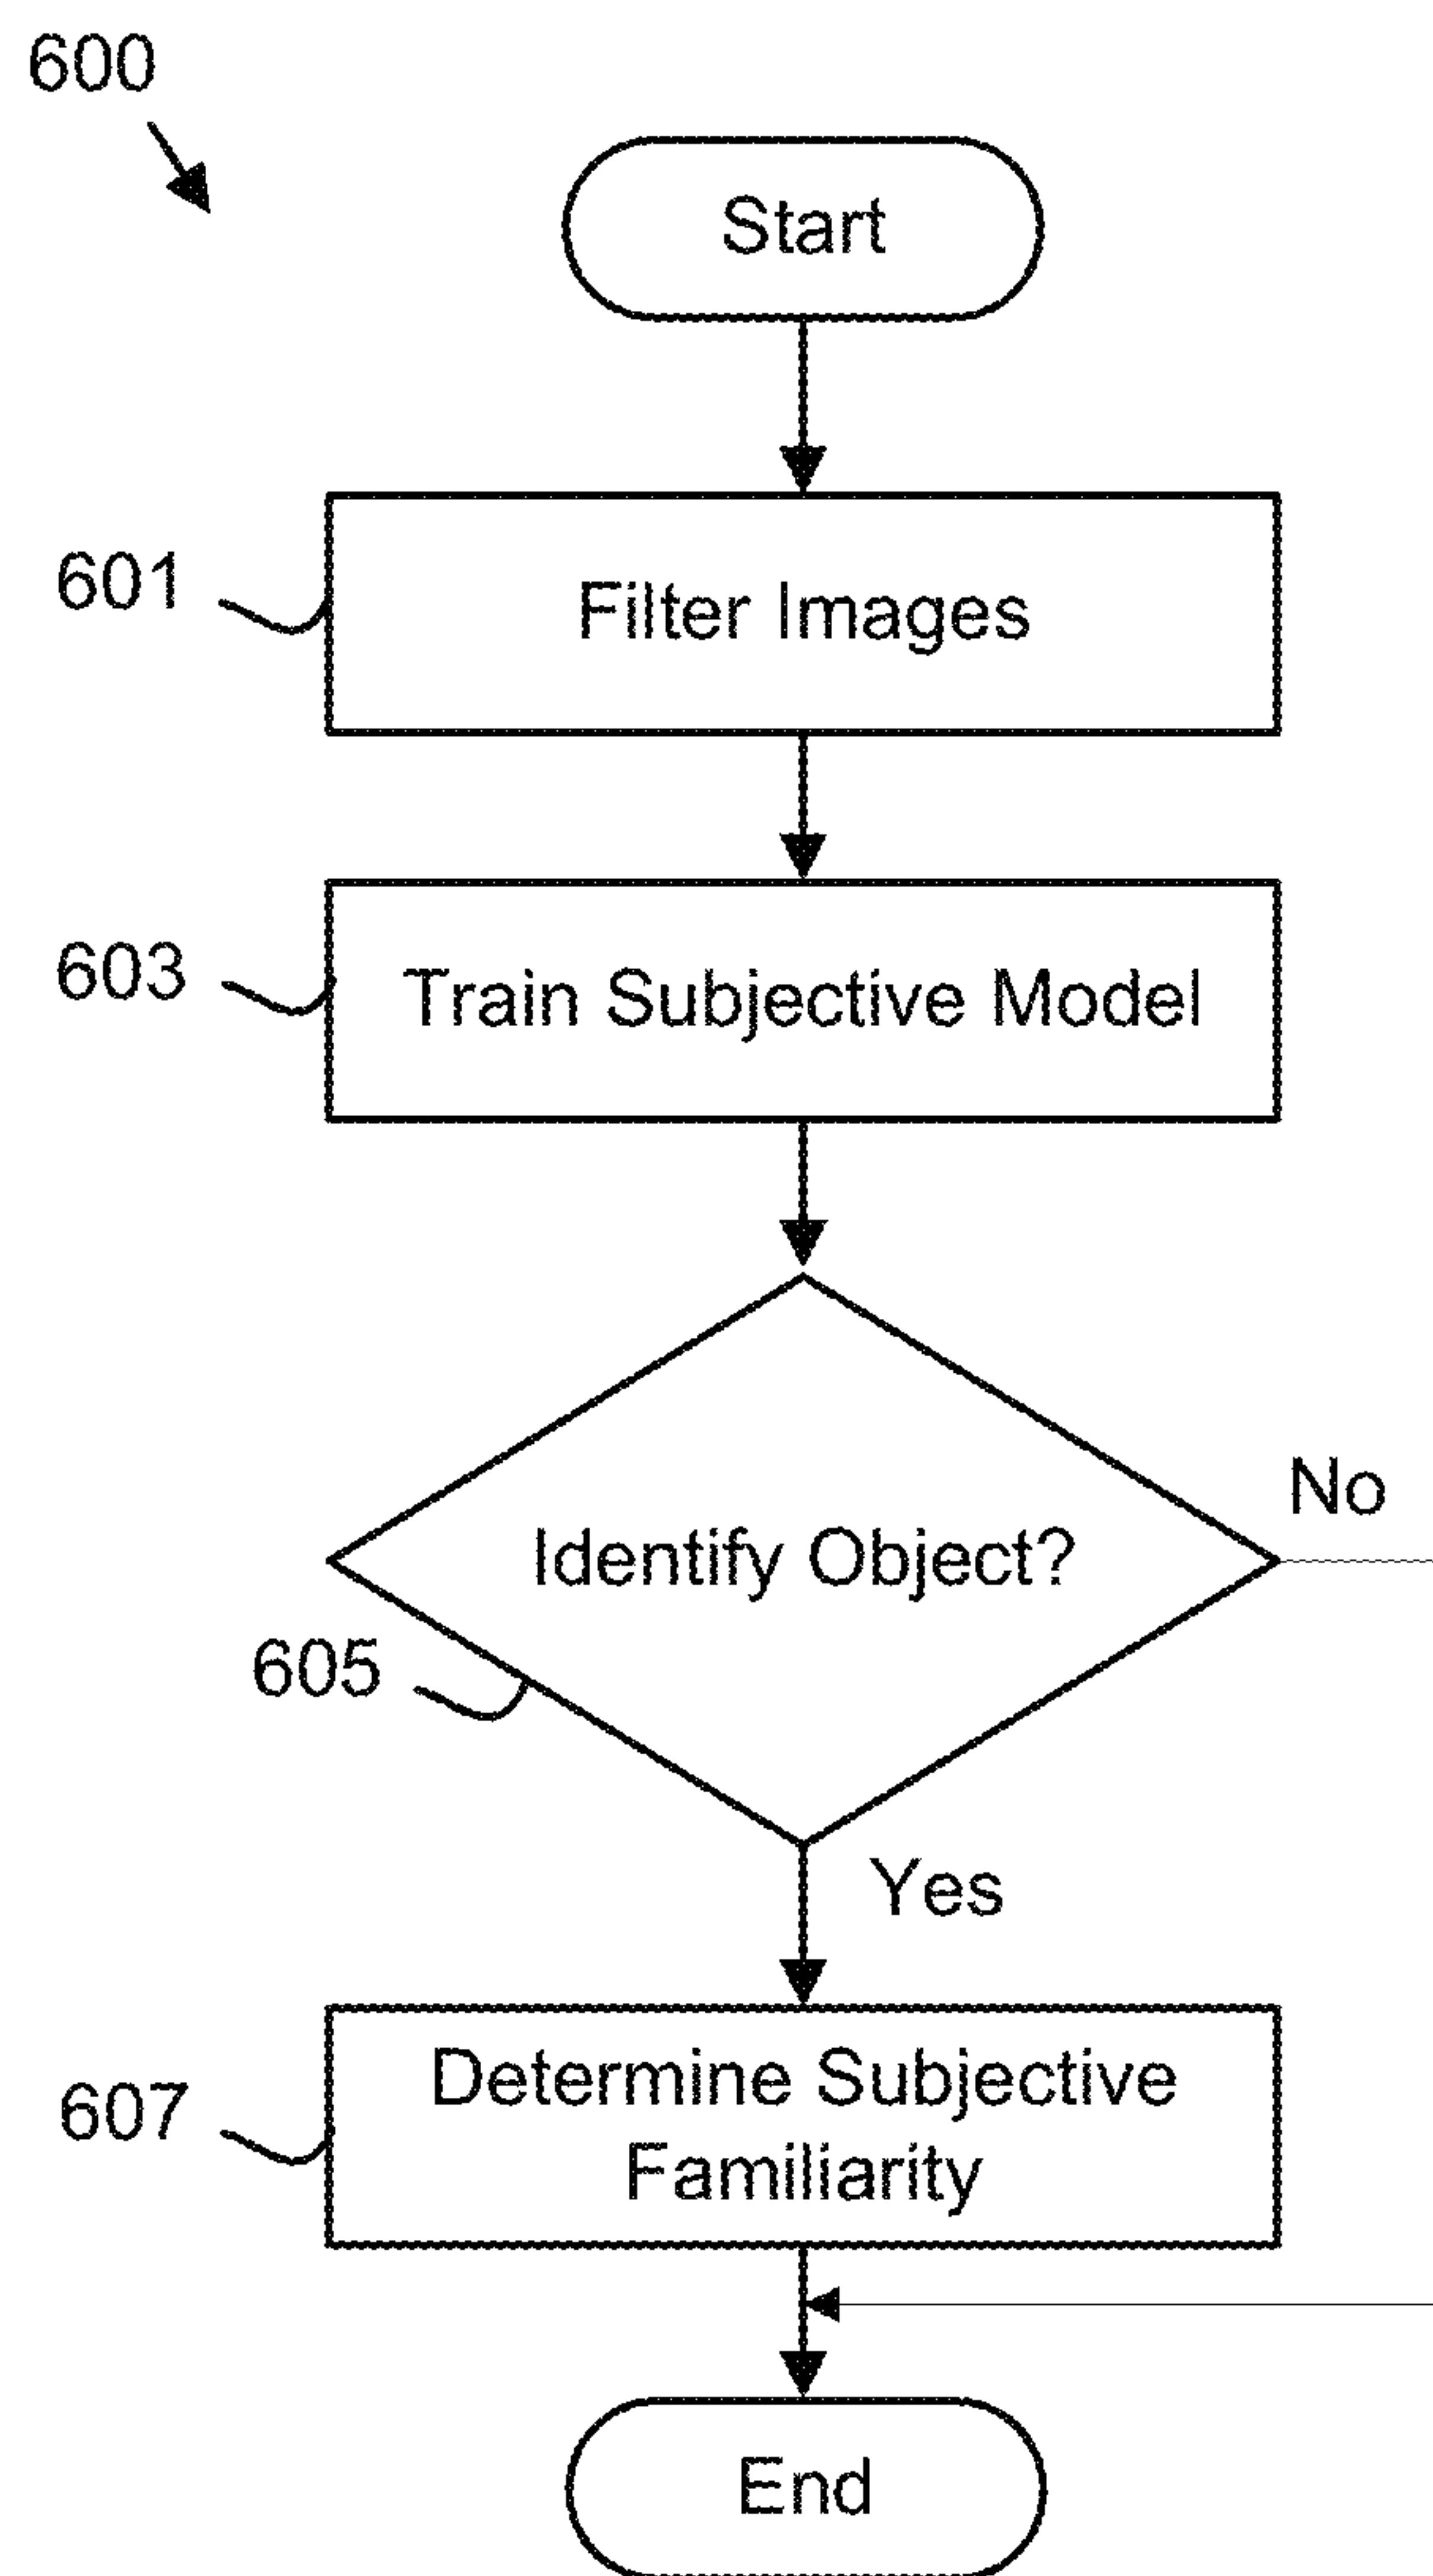 600
Start
601
Filter Images
603
Train Subjective Model
Identify Object?
No
605
Yes
607
Determine Subjective
Familiarity
End